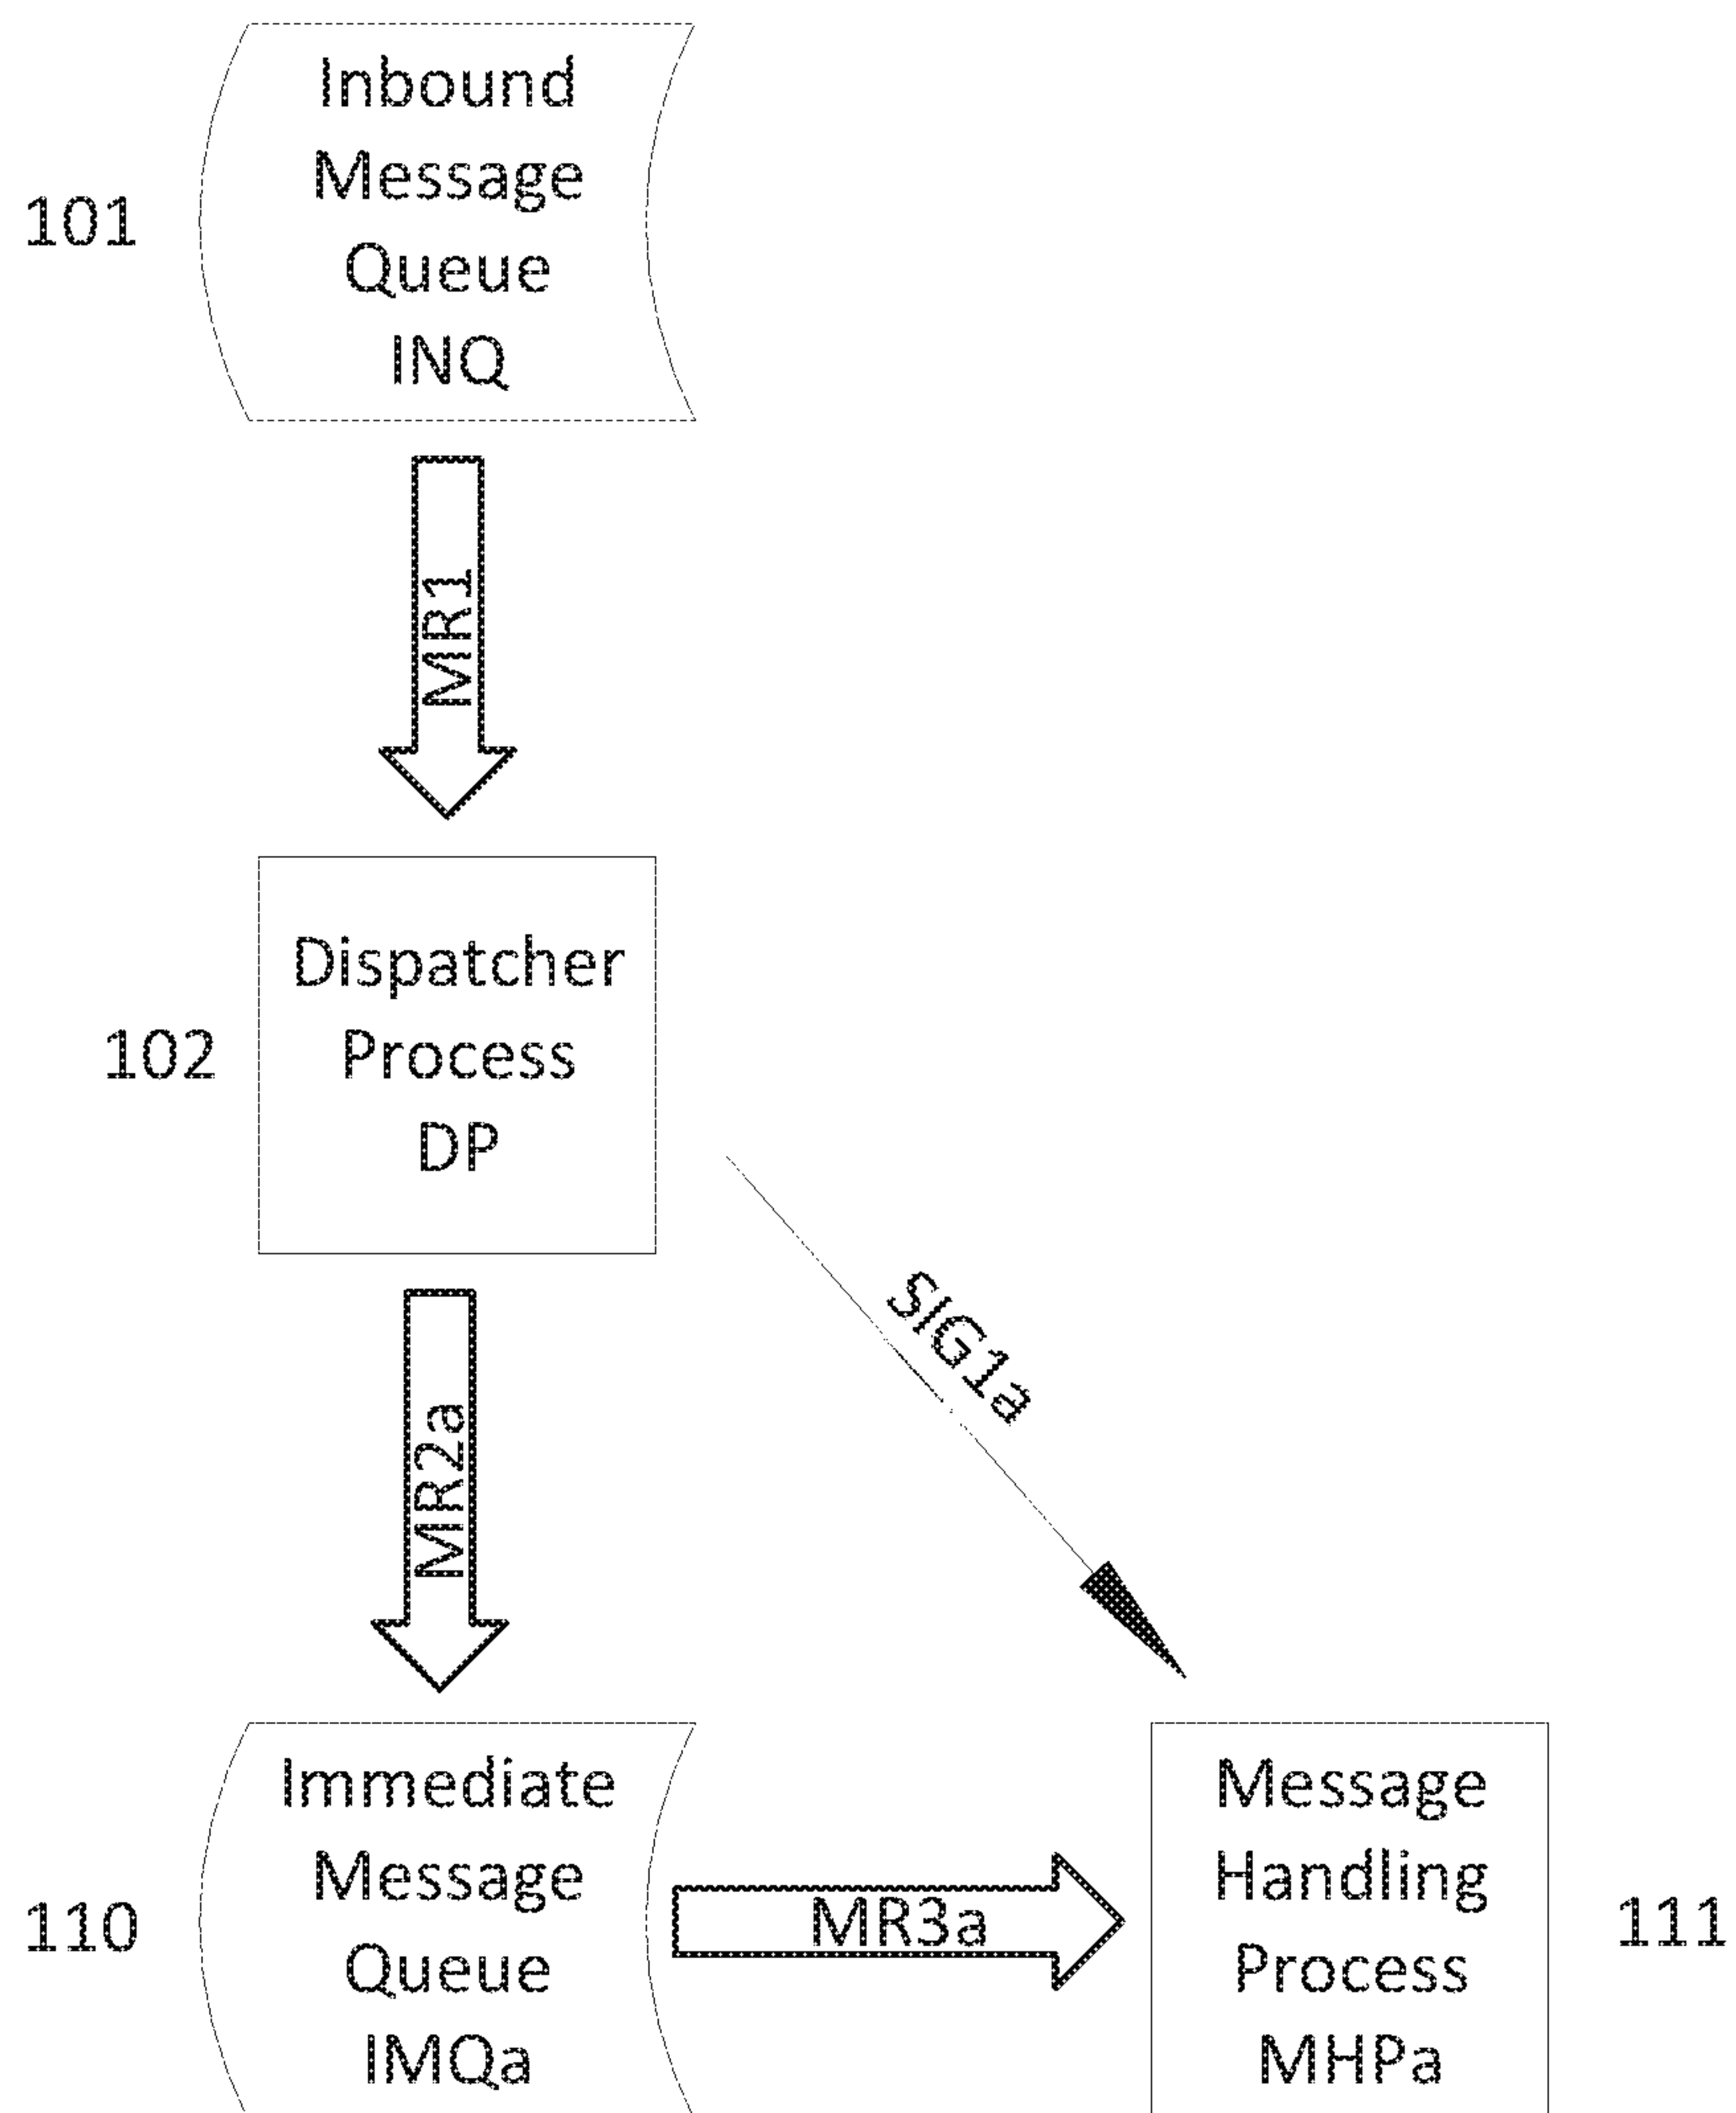 101
Inbound
Message
Queue
INQ
MR1
102
Dispatcher
Process
DP
SIG1a
MR2a
110
Immediate
Message
Queue
IMQa
MR3a
Message
Handling
Process
MHPa
111